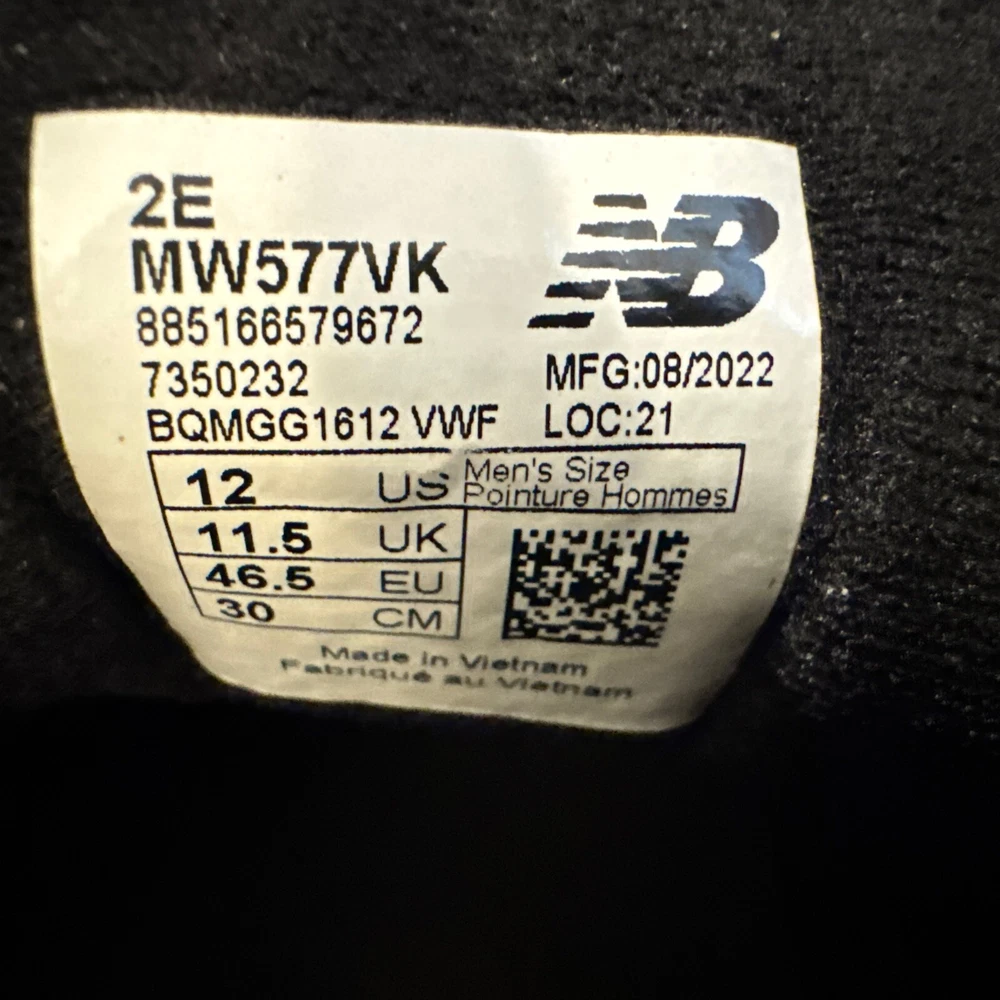 2E
MW577VK
885166579672
7350232
BQMGG1612 VWF
NB
MFG:08/2022
LOC:21
12 US Men's Size
Pointure Hommes
11.5 UK
46.5 EU
30 CM
Made in Vietnam
Fabriqué au Vietnam